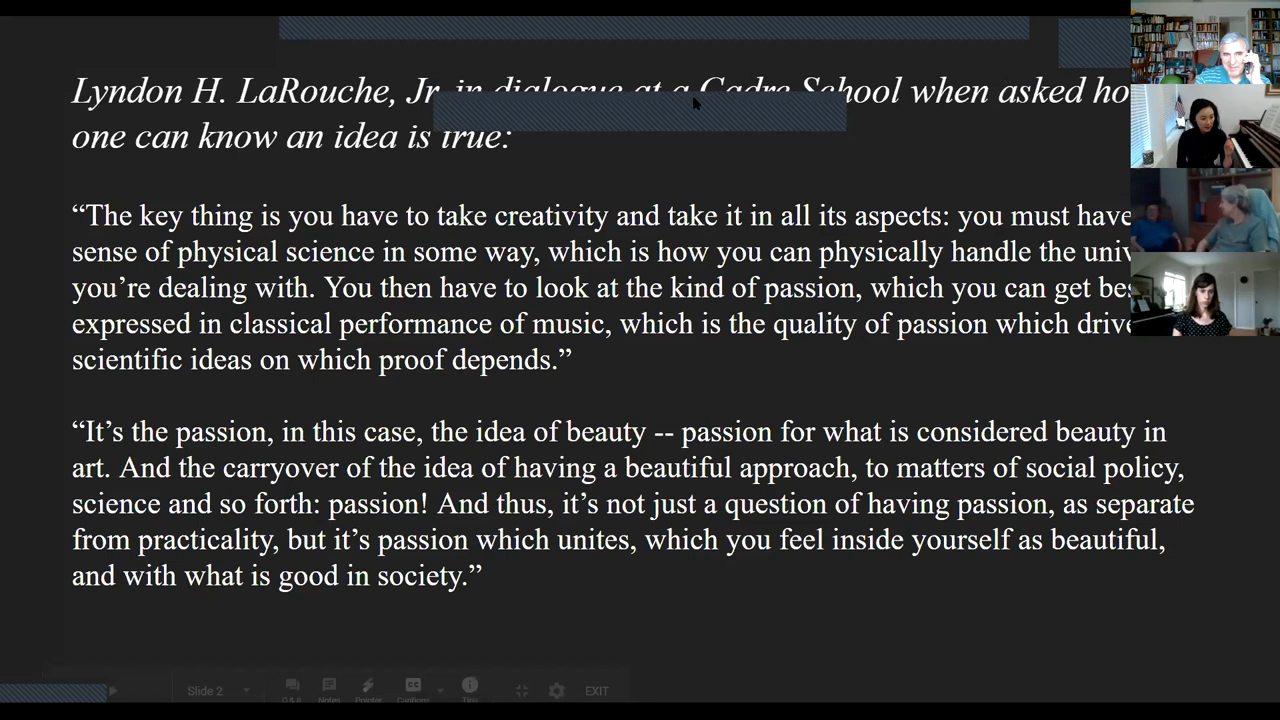 Lyndon H. LaRouche, Jr. in dialogue at a Cadre School when asked ho
one can know an idea is true:
“The key thing is you have to take creativity and take it in all its aspects: you must have
sense of physical science in some way, which is how you can physically handle the univ
you’re dealing with. You then have to look at the kind of passion, which you can get bes
expressed in classical performance of music, which is the quality of passion which drive
scientific ideas on which proof depends.”
“It’s the passion, in this case, the idea of beauty -- passion for what is considered beauty in
art. And the carryover of the idea of having a beautiful approach, to matters of social policy,
science and so forth: passion! And thus, it’s not just a question of having passion, as separate
from practicality, but it’s passion which unites, which you feel inside yourself as beautiful,
and with what is good in society.”
Slide 2 Q & A Notes Pointer Captions Tips EXIT